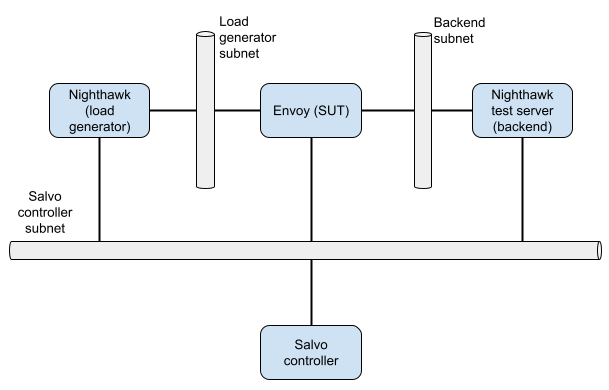 Load
generator
subnet
Backend
subnet
Nighthawk
(load
generator)
Envoy (SUT)
Nighthawk
test server
(backend)
Salvo
controller
subnet
Salvo
controller